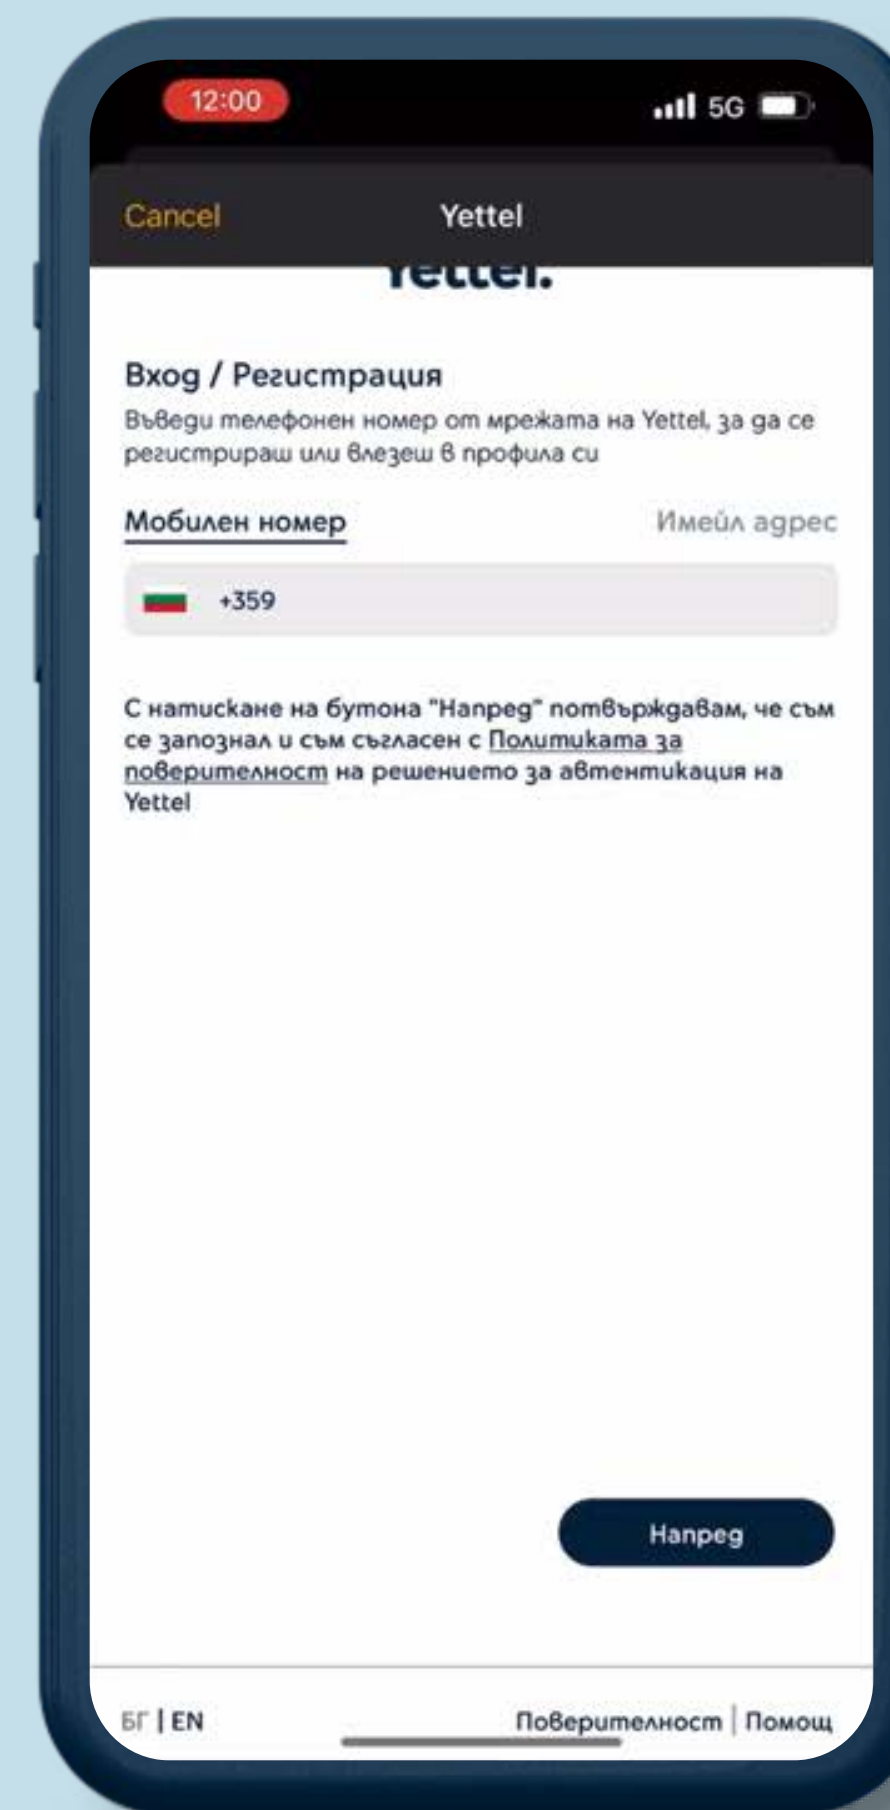 12:00
5G
Cancel
Yettel
Yettel.
Вход / Регистрация
Въведи телефонен номер от мрежата на Yettel, за да се
регистрираш или влезеш в профила си
Мобилен номер
Имейл адрес
+359
С натискане на бутона "Напред" потвърждавам, че съм
се запознал и съм съгласен с Политиката за
поверителност на решението за автентикация на
Yettel
Напред
БГ | EN
Поверителност | Помощ